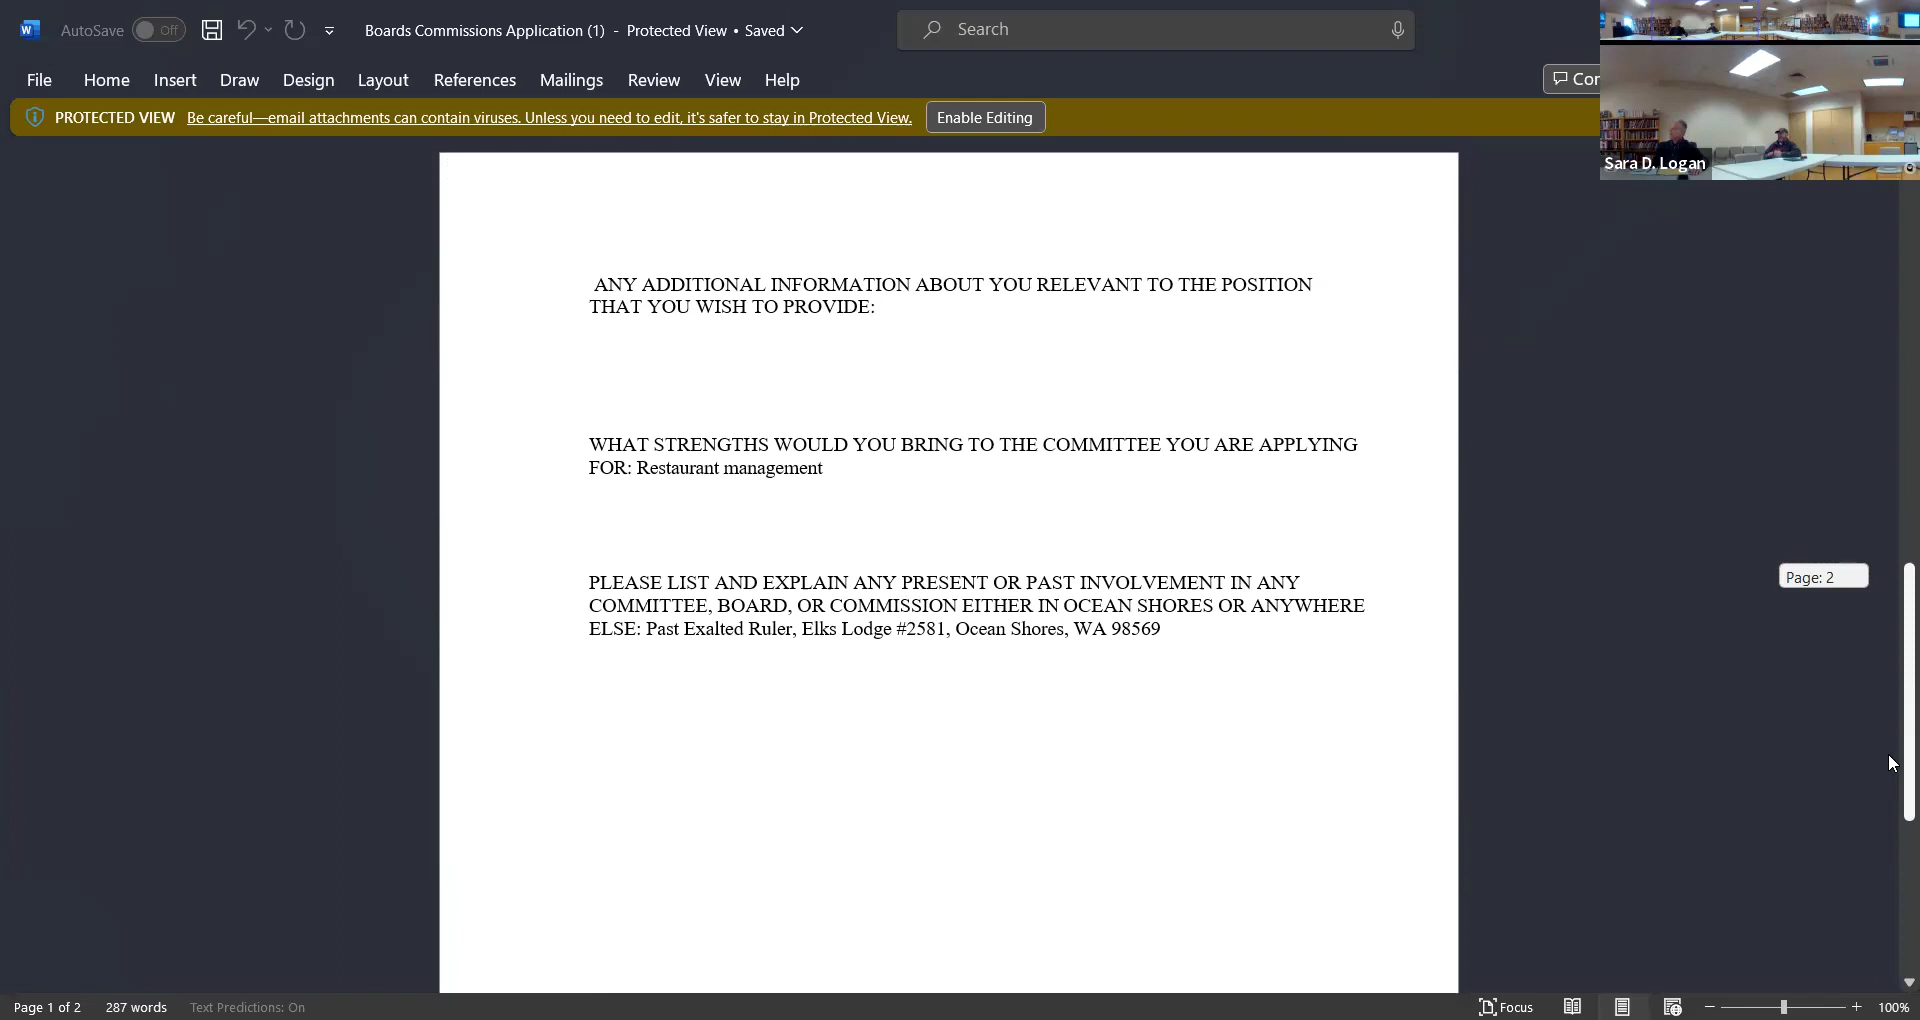 AutoSave Off Boards Commissions Application (1) - Protected View • Saved Search
File Home Insert Draw Design Layout References Mailings Review View Help
PROTECTED VIEW Be careful—email attachments can contain viruses. Unless you need to edit, it's safer to stay in Protected View. Enable Editing
Sara D. Logan
ANY ADDITIONAL INFORMATION ABOUT YOU RELEVANT TO THE POSITION
THAT YOU WISH TO PROVIDE:
WHAT STRENGTHS WOULD YOU BRING TO THE COMMITTEE YOU ARE APPLYING
FOR: Restaurant management
PLEASE LIST AND EXPLAIN ANY PRESENT OR PAST INVOLVEMENT IN ANY
COMMITTEE, BOARD, OR COMMISSION EITHER IN OCEAN SHORES OR ANYWHERE
ELSE: Past Exalted Ruler, Elks Lodge #2581, Ocean Shores, WA 98569
Page: 2
Page 1 of 2 287 words Text Predictions: On Focus 100%